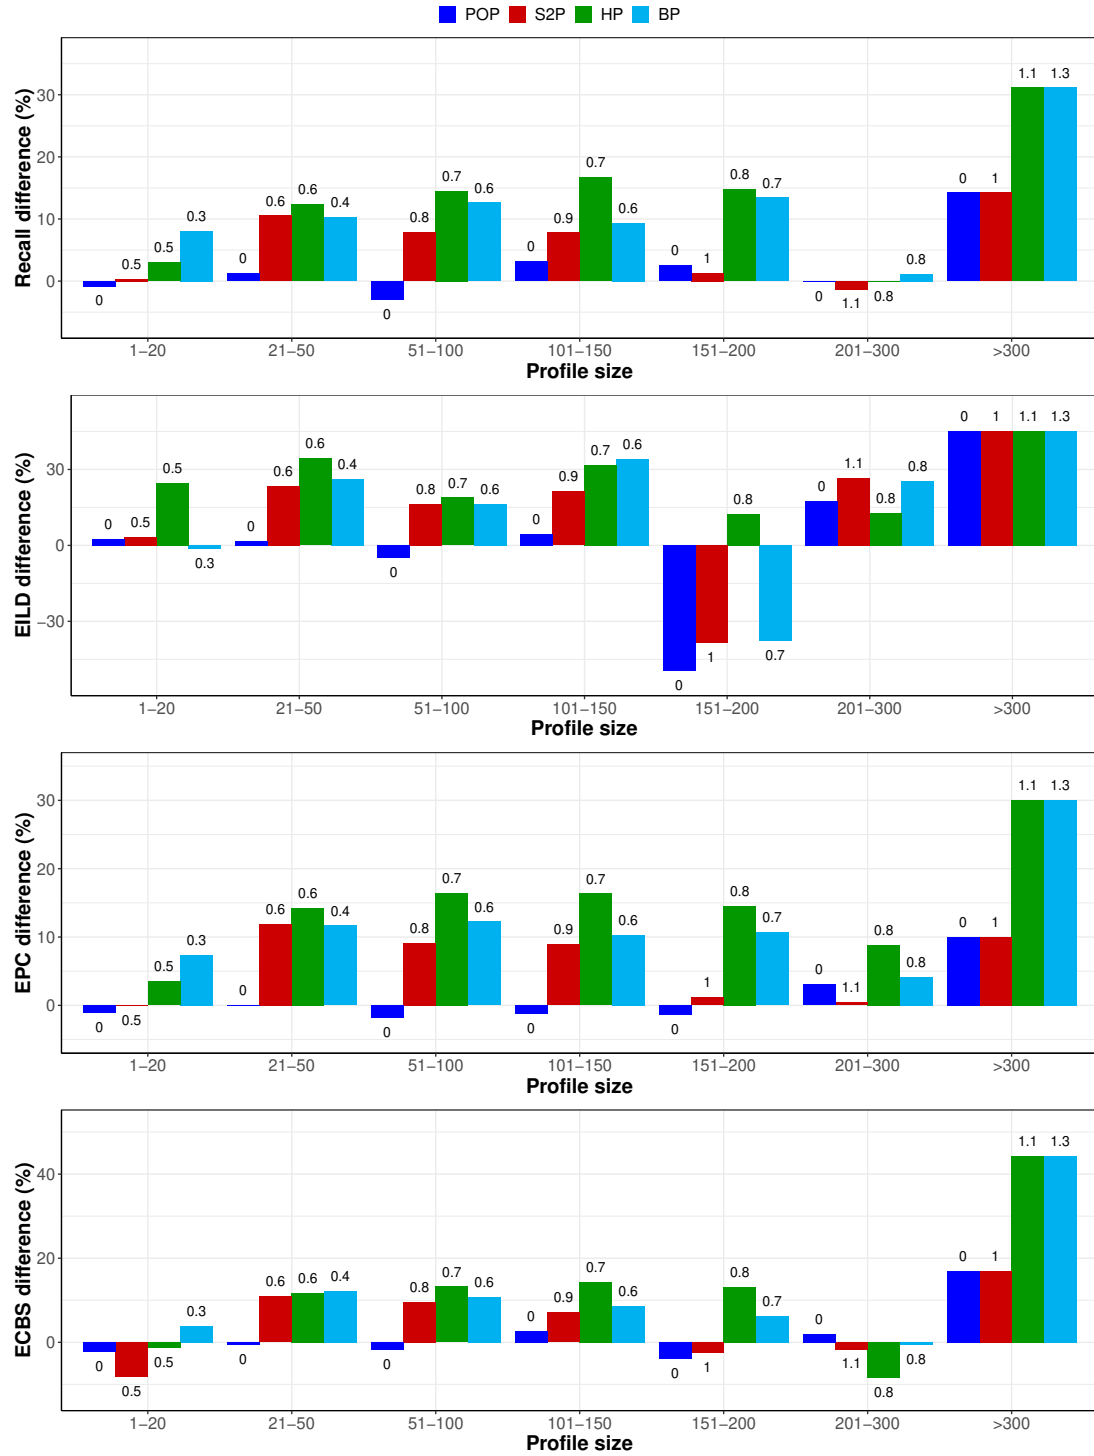 POP S2P HP BP
Recall difference (%)
30
20
10
0
0 0.5 0.5 0.3
0 0.6 0.6 0.4
0 0.8 0.7 0.6
0 0.9 0.7 0.6
0 1 0.8 0.7
0 1.1 0.8 0.8
0 1 1.1 1.3
1−20 21−50 51−100 101−150 151−200 201−300 >300
Profile size
EILD difference (%)
30
0
−30
0 0.5 0.5 0.3
0 0.6 0.6 0.4
0 0.8 0.7 0.6
0 0.9 0.7 0.6
0 1 0.8 0.7
0 1.1 0.8 0.8
0 1 1.1 1.3
1−20 21−50 51−100 101−150 151−200 201−300 >300
Profile size
EPC difference (%)
30
20
10
0
0 0.5 0.5 0.3
0 0.6 0.6 0.4
0 0.8 0.7 0.6
0 0.9 0.7 0.6
0 1 0.8 0.7
0 1.1 0.8 0.8
0 1 1.1 1.3
1−20 21−50 51−100 101−150 151−200 201−300 >300
Profile size
ECBS difference (%)
40
20
0
0 0.5 0.5 0.3
0 0.6 0.6 0.4
0 0.8 0.7 0.6
0 0.9 0.7 0.6
0 1 0.8 0.7
0 1.1 0.8 0.8
0 1 1.1 1.3
1−20 21−50 51−100 101−150 151−200 201−300 >300
Profile size